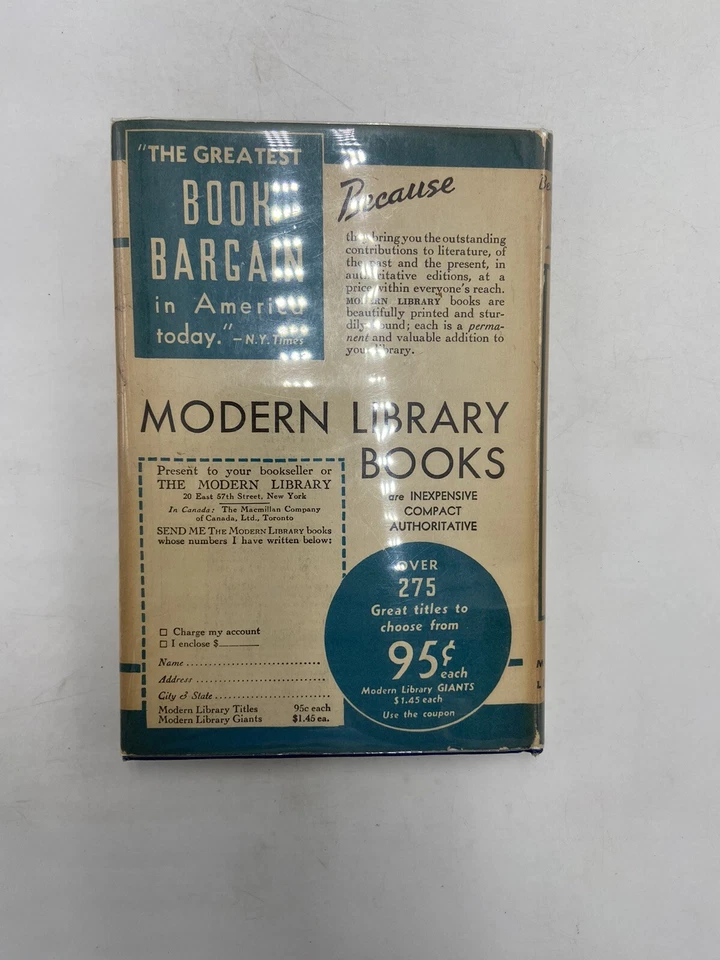 "THE GREATEST
BOOK
BARGAIN
in America
today." — N.Y. Times
Because
they bring you the outstanding
contributions to literature, of
the past and the present, in
authoritative editions, at a
price within everyone's reach.
MODERN LIBRARY books are
beautifully printed and stur-
dily bound; each is a perma-
nent and valuable addition to
your library.
MODERN LIBRARY
BOOKS
are INEXPENSIVE
COMPACT
AUTHORITATIVE
Present to your bookseller or
THE MODERN LIBRARY
20 East 57th Street, New York
In Canada: The Macmillan Company
of Canada, Ltd., Toronto
SEND ME THE MODERN LIBRARY books
whose numbers I have written below:
☐ Charge my account
☐ I enclose $______
Name ..............................
Address ..............................
City & State ..............................
Modern Library Titles 95c each
Modern Library Giants $1.45 ea.
OVER
275
Great titles to
choose from
95¢
each
Modern Library GIANTS
$1.45 each
Use the coupon